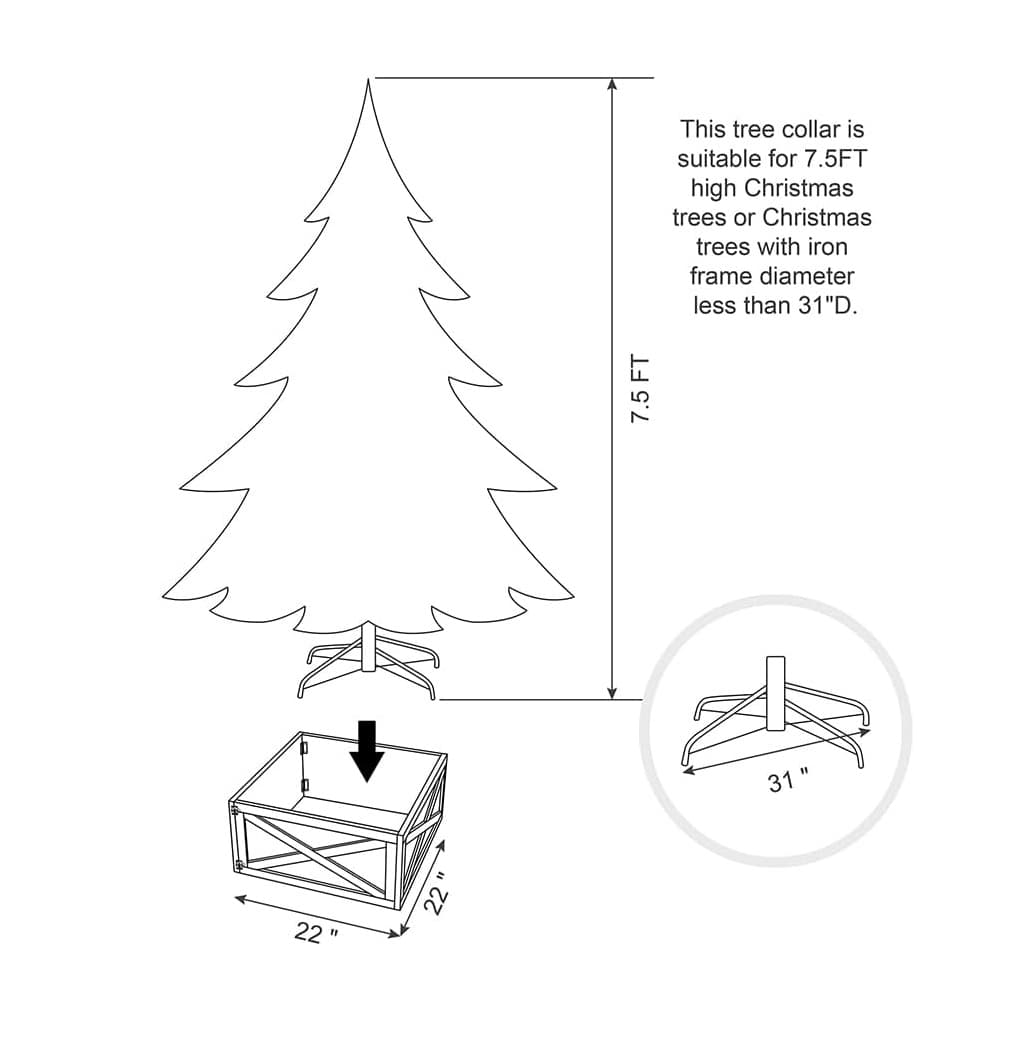 This tree collar is
suitable for 7.5FT
high Christmas
trees or Christmas
trees with iron
frame diameter
less than 31"D.
7.5 FT
31 "
22 "
22 "